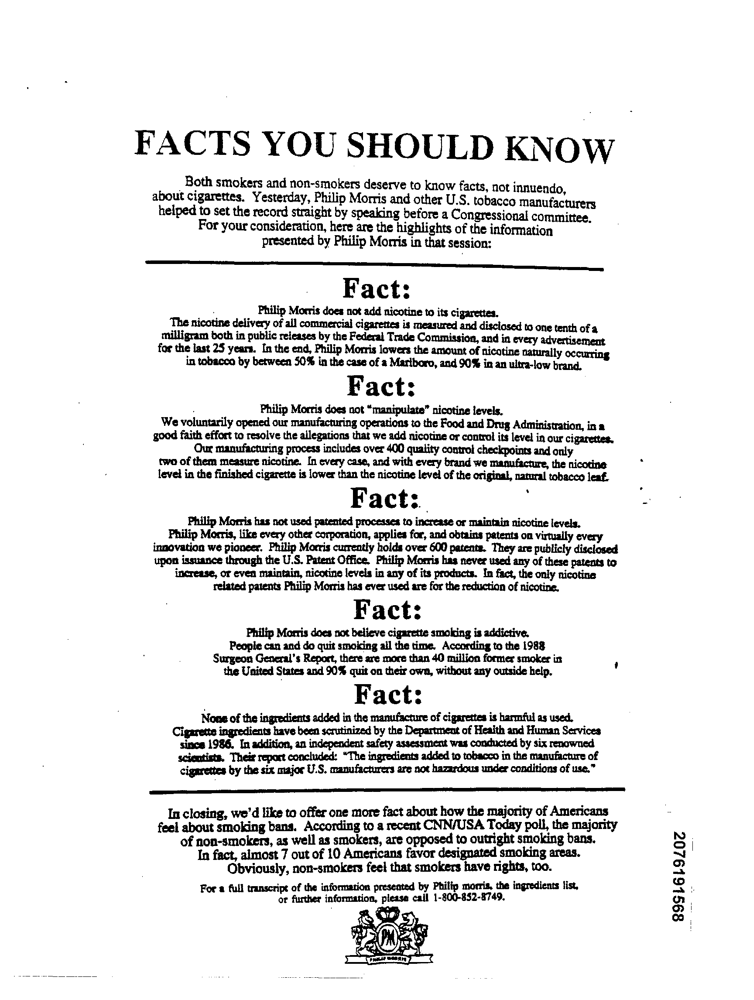 FACTS YOU SHOULD KNOW
Both smokers and non-smokers deserve to know facts, not innuendo,
about cigarettes. Yesterday, Philip Morris and other U.S. tobacco manufacturers
helped to set the record straight by speaking before a Congressional committee.
For your consideration, here are the highlights of the information
presented by Philip Morris in that session:
Fact:
Philip Morris does not add nicotine to its cigarettes.
The nicotine delivery of all commercial cigarettes is measured and disclosed to one tenth of a
milligram both in public releases by the Federal Trade Commission, and in every advertisement
for the last 25 years. In the end, Philip Morris lowers the amount of nicotine naturally occurring
in tobacco by between 50% in the case of a Marlboro, and 90% in an ultra-low brand.
Fact:
Philip Morris does not "manipulate" nicotine levels.
We voluntarily opened our manufacturing operations to the Food and Drug Administration, in a
good faith effort to resolve the allegations that we add nicotine or control its level in our cigarettes.
Our manufacturing process includes over 400 quality control checkpoints and only
two of them measure nicotine. In every case, and with every brand we manufacture, the nicotine
level in the finished cigarette is lower than the nicotine level of the original, natural tobacco leaf.
Fact:
Philip Morris has not used patented processes to increase or maintain nicotine levels.
Philip Morris, like every other corporation, applies for, and obtains patents on virtually every
innovation we pioneer. Philip Morris currently holds over 600 patents. They are publicly disclosed
upon issuance through the U.S. Patent Office. Philip Morris has never used any of these patents to
increase, or even maintain, nicotine levels in any of its products. In fact, the only nicotine
related patents Philip Morris has ever used are for the reduction of nicotine.
Fact:
Philip Morris does not believe cigarette smoking is addictive.
People can and do quit smoking all the time. According to the 1988
Surgeon General's Report, there are more than 40 million former smoker in
the United States and 90% quit on their own, without any outside help.
Fact:
None of the ingredients added in the manufacture of cigarettes is harmful as used.
Cigarette ingredients have been scrutinized by the Department of Health and Human Services
since 1986. In addition, an independent safety assessment was conducted by six renowned
scientists. Their report concluded: "The ingredients added to tobacco in the manufacture of
cigarettes by the six major U.S. manufacturers are not hazardous under conditions of use."
In closing, we'd like to offer one more fact about how the majority of Americans
feel about smoking bans. According to a recent CNN/USA Today poll, the majority
of non-smokers, as well as smokers, are opposed to outright smoking bans.
In fact, almost 7 out of 10 Americans favor designated smoking areas.
Obviously, non-smokers feel that smokers have rights, too.
For a full transcript of the information presented by Philip morris, the ingredients list,
or further information, please call 1-800-852-8749.
PM
PHILIP MORRIS
2076191568